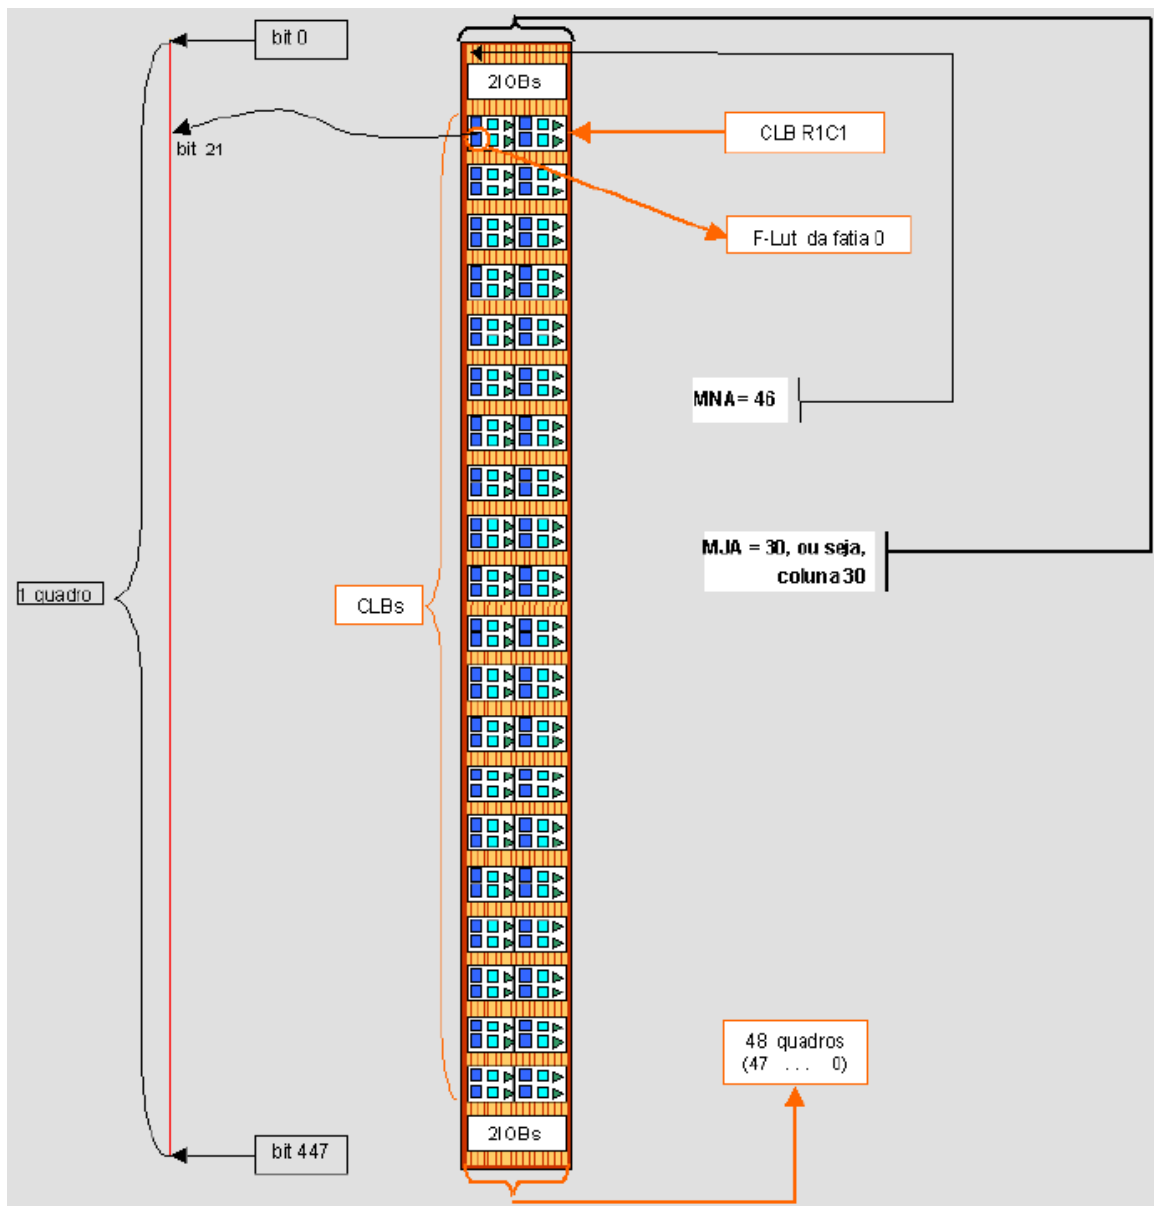 bit 0
2IOBs
CLB R1C1
bit 21
F-Lut da fatia 0
MNA= 46
MJA = 30, ou seja,
coluna 30
1 quadro
CLBs
48 quadros
(47 ... 0)
2IOBs
bit 447